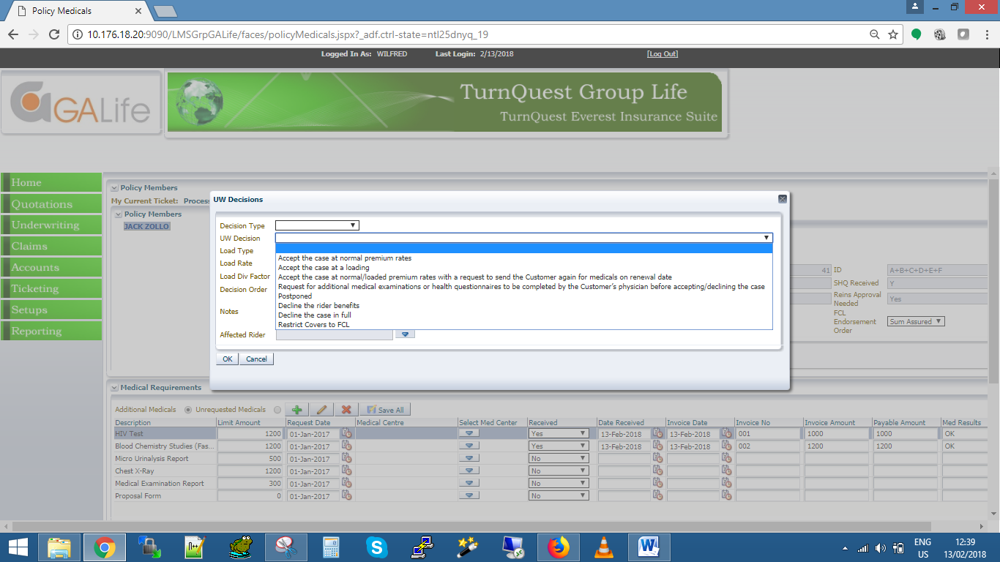 Policy Medicals
10.176.18.20:9090/LMSGrpGALife/faces/policyMedicals.jspx?_adf.ctrl-state=ntl25dnyq_19
Logged In As: WILFRED Last Login: 2/13/2018 [Log Out]
GALIFE
TurnQuest Group Life
TurnQuest Everest Insurance Suite
Home
Quotations
Underwriting
Claims
Accounts
Ticketing
Setups
Reporting
Policy Members
My Current Ticket: Process
Policy Members
JACK ZOLLO
41 ID A+B+C+D+E+F
SHQ Received Y
Reins Approval Needed Yes
FCL Endorsement Order Sum Assured
UW Decisions
Decision Type
UW Decision
Load Type
Load Rate
Load Div Factor
Decision Order
Notes
Affected Rider
Accept the case at normal premium rates
Accept the case at a loading
Accept the case at normal/loaded premium rates with a request to send the Customer again for medicals on renewal date
Request for additional medical examinations or health questionnaires to be completed by the Customer's physician before accepting/declining the case
Postponed
Decline the rider benefits
Decline the case in full
Restrict Covers to FCL
OK Cancel
Medical Requirements
Additional Medicals Unrequested Medicals Save All
Description Limit Amount Request Date Medical Centre Select Med Center Received Date Received Invoice Date Invoice No Invoice Amount Payable Amount Med Results
HIV Test 1200 01-Jan-2017 Yes 13-Feb-2018 13-Feb-2018 001 1000 1000 OK
Blood Chemistry Studies (Fas... 1200 01-Jan-2017 Yes 13-Feb-2018 13-Feb-2018 002 1200 1200 OK
Micro Urinalysis Report 500 01-Jan-2017 No
Chest X-Ray 1200 01-Jan-2017 No
Medical Examination Report 300 01-Jan-2017 No
Proposal Form 0 01-Jan-2017 No
ENG
US
12:39
13/02/2018